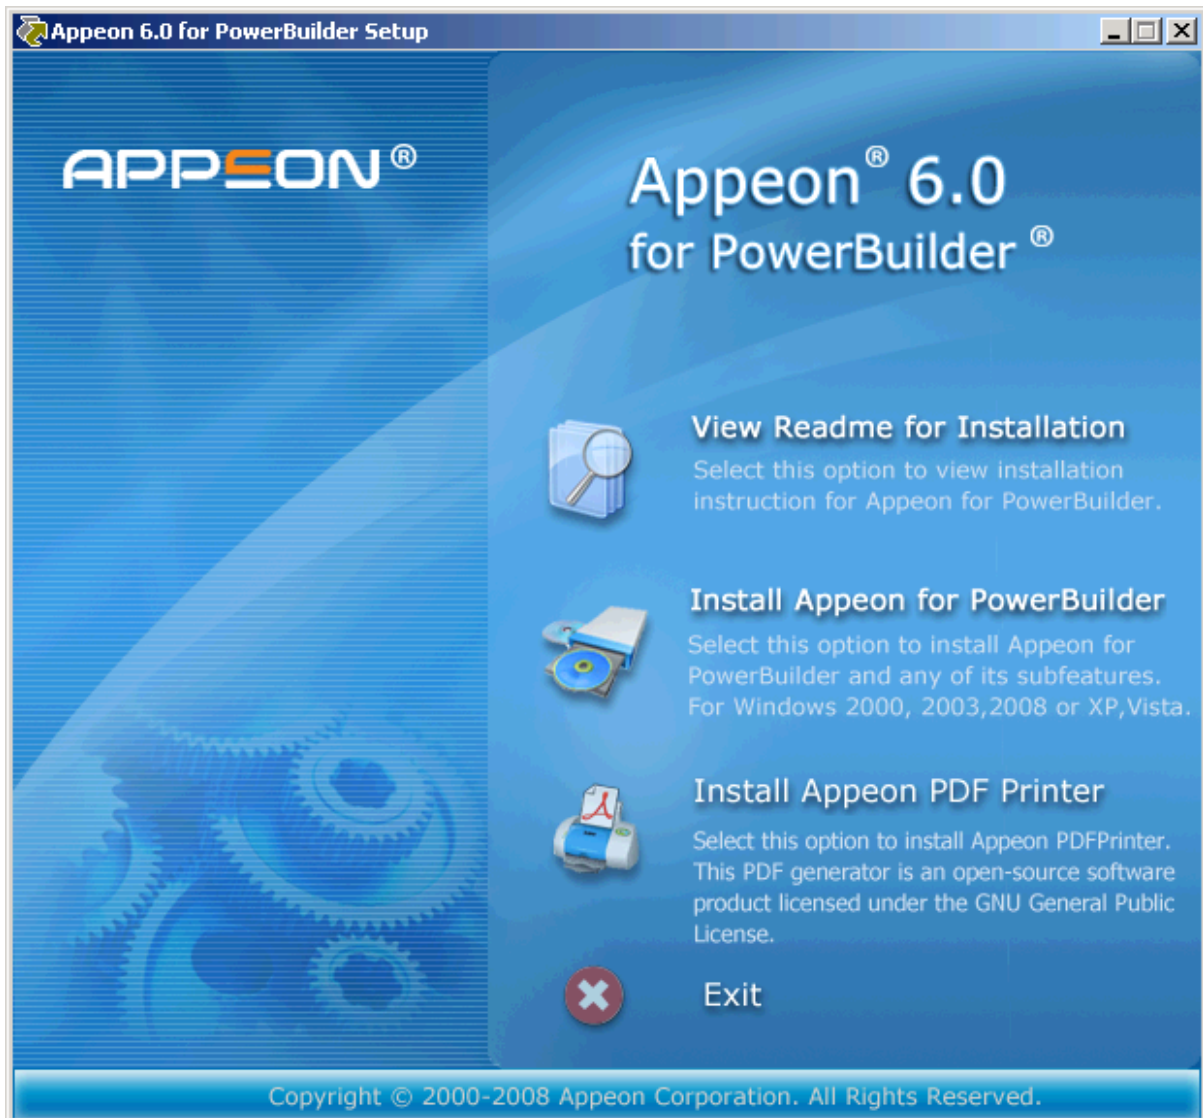 Appeon 6.0 for PowerBuilder Setup
APPEON®
Appeon® 6.0
for PowerBuilder ®
View Readme for Installation
Select this option to view installation
instruction for Appeon for PowerBuilder.
Install Appeon for PowerBuilder
Select this option to install Appeon for
PowerBuilder and any of its subfeatures.
For Windows 2000, 2003,2008 or XP,Vista.
Install Appeon PDF Printer
Select this option to install Appeon PDFPrinter.
This PDF generator is an open-source software
product licensed under the GNU General Public
License.
Exit
Copyright © 2000-2008 Appeon Corporation. All Rights Reserved.